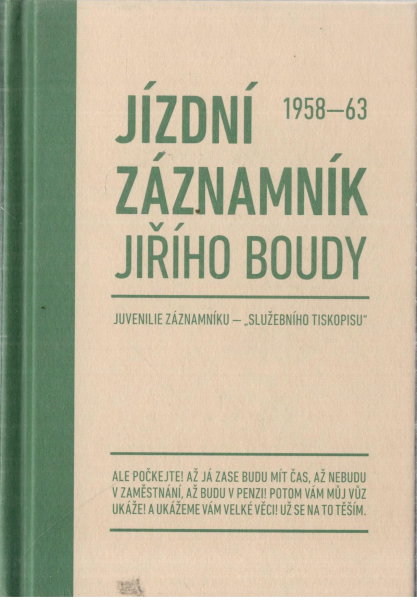 JÍZDNÍ 1958–63
ZÁZNAMNÍK
JIŘÍHO BOUDY
JUVENILIE ZÁZNAMNÍKU – „SLUŽEBNÍHO TISKOPISU“
ALE POČKEJTE! AŽ JÁ ZASE BUDU MÍT ČAS, AŽ NEBUDU
V ZAMĚSTNÁNÍ, AŽ BUDU V PENZI! POTOM VÁM MŮJ VŮZ
UKÁŽE! A UKÁŽEME VÁM VELKÉ VĚCI! UŽ SE NA TO TĚŠÍM.